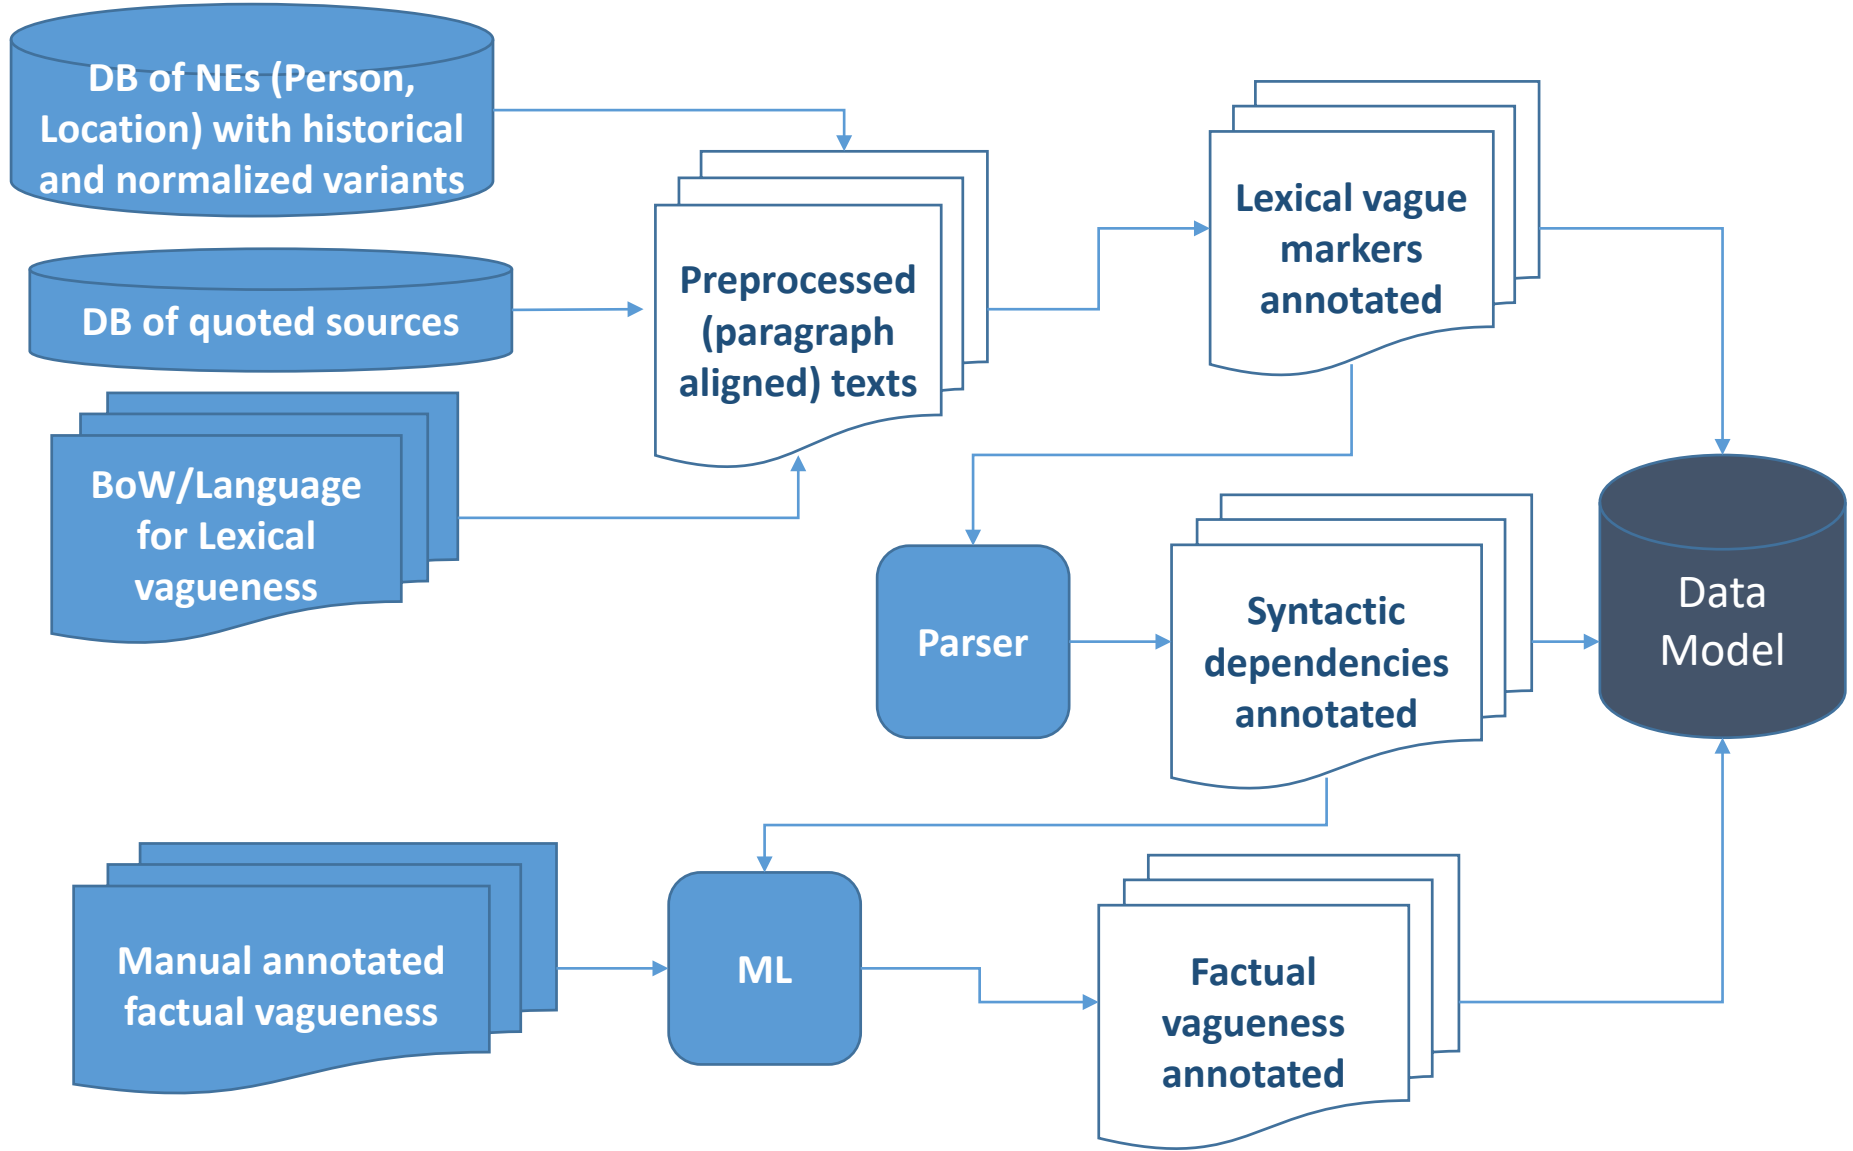 DB of NEs (Person,
Location) with historical
and normalized variants
DB of quoted sources
BoW/Language
for Lexical
vagueness
Preprocessed
(paragraph
aligned) texts
Lexical vague
markers
annotated
Parser
Syntactic
dependencies
annotated
Data
Model
Manual annotated
factual vagueness
ML
Factual
vagueness
annotated